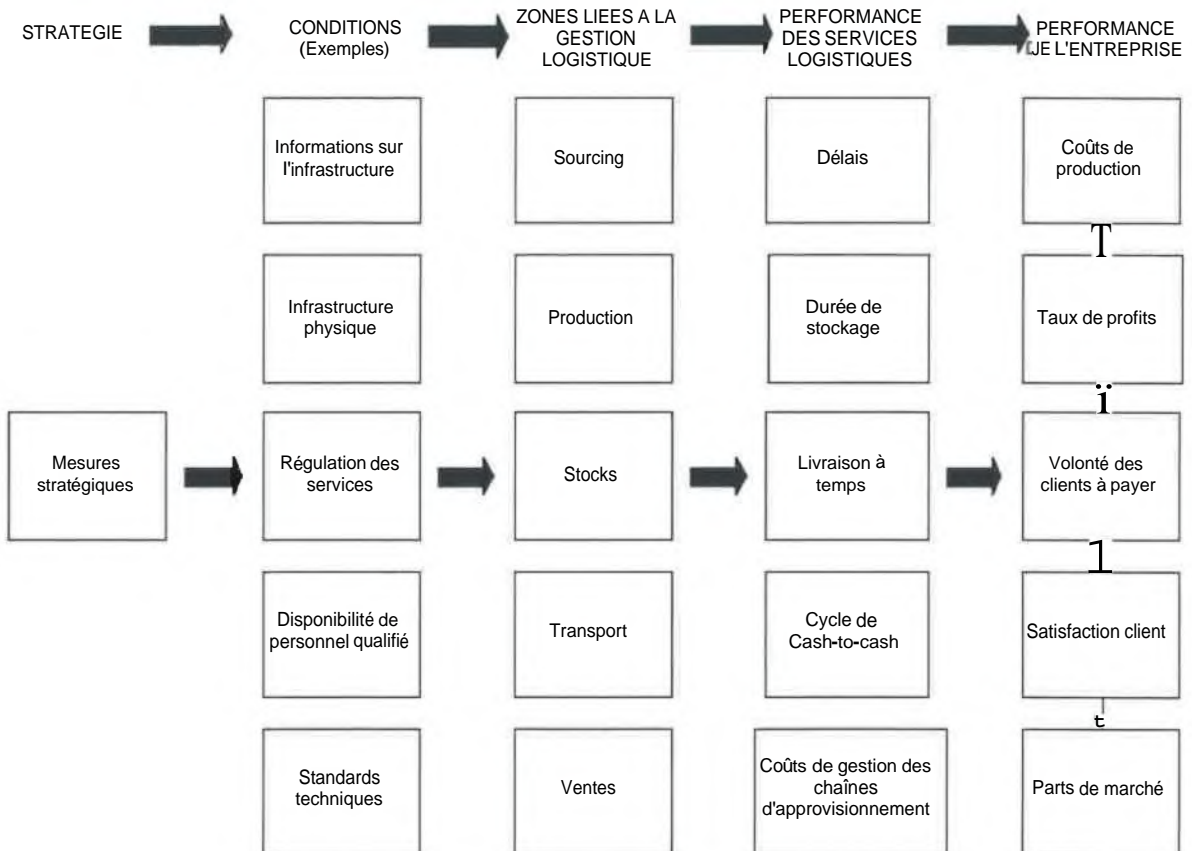 STRATEGIE
CONDITIONS
(Exemples)
ZONES LIEES A LA
GESTION
LOGISTIQUE
PERFORMANCE
DES SERVICES
LOGISTIQUES
PERFORMANCE
JE L'ENTREPRISE
Informations sur
l'infrastructure
Sourcing
Délais
Coûts de
production
T
Infrastructure
physique
Production
Durée de
stockage
Taux de profits
ï
Mesures
stratégiques
Régulation des
services
Stocks
Livraison à
temps
Volonté des
clients à payer
1
Disponibilité de
personnel qualifié
Transport
Cycle de
Cash-to-cash
Satisfaction client
t
Standards
techniques
Ventes
Coûts de gestion des
chaînes
d'approvisionnement
Parts de marché